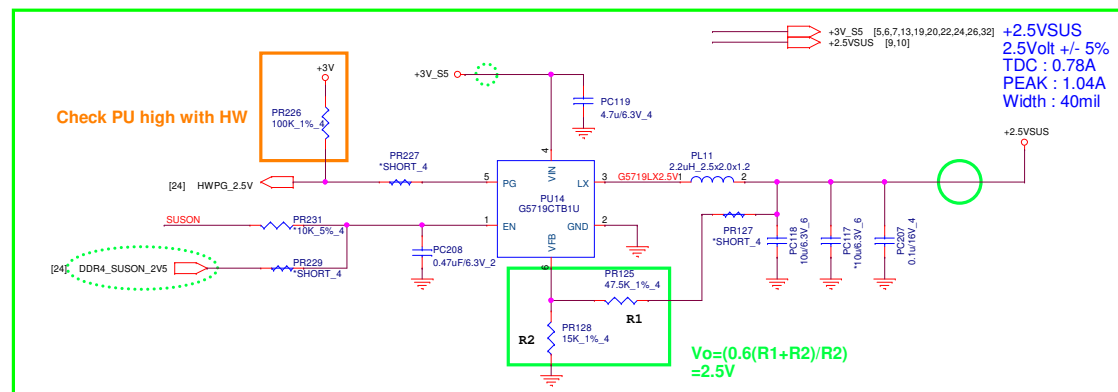 +3V_S5 [5,6,7,13,19,20,22,24,26,32]
+2.5VSUS [9,10]
+2.5VSUS
2.5Volt +/- 5%
TDC : 0.78A
PEAK : 1.04A
Width : 40mil
+3V
+3V_S5
Check PU high with HW
PR226
100K_1%_4
PC119
4.7u/6.3V_4
+2.5VSUS
PR227
*SHORT_4
[24] HWPG_2.5V
4
VIN
5
PG
PU14
G5719CTB1U
LX
3
G5719LX2.5V
1
PL11
2.2uH_2.5x2.0x1.2
2
SUSON
PR231
*10K_5%_4
1
EN
GND
2
VFB
6
PR127
*SHORT_4
PC118
10u/6.3V_6
PC117
*10u/6.3V_6
PC207
0.1u/16V_4
PC208
0.47uF/6.3V_2
[24] DDR4_SUSON_2V5
PR229
*SHORT_4
PR125
47.5K_1%_4
R1
R2
PR128
15K_1%_4
Vo=(0.6(R1+R2)/R2)
=2.5V